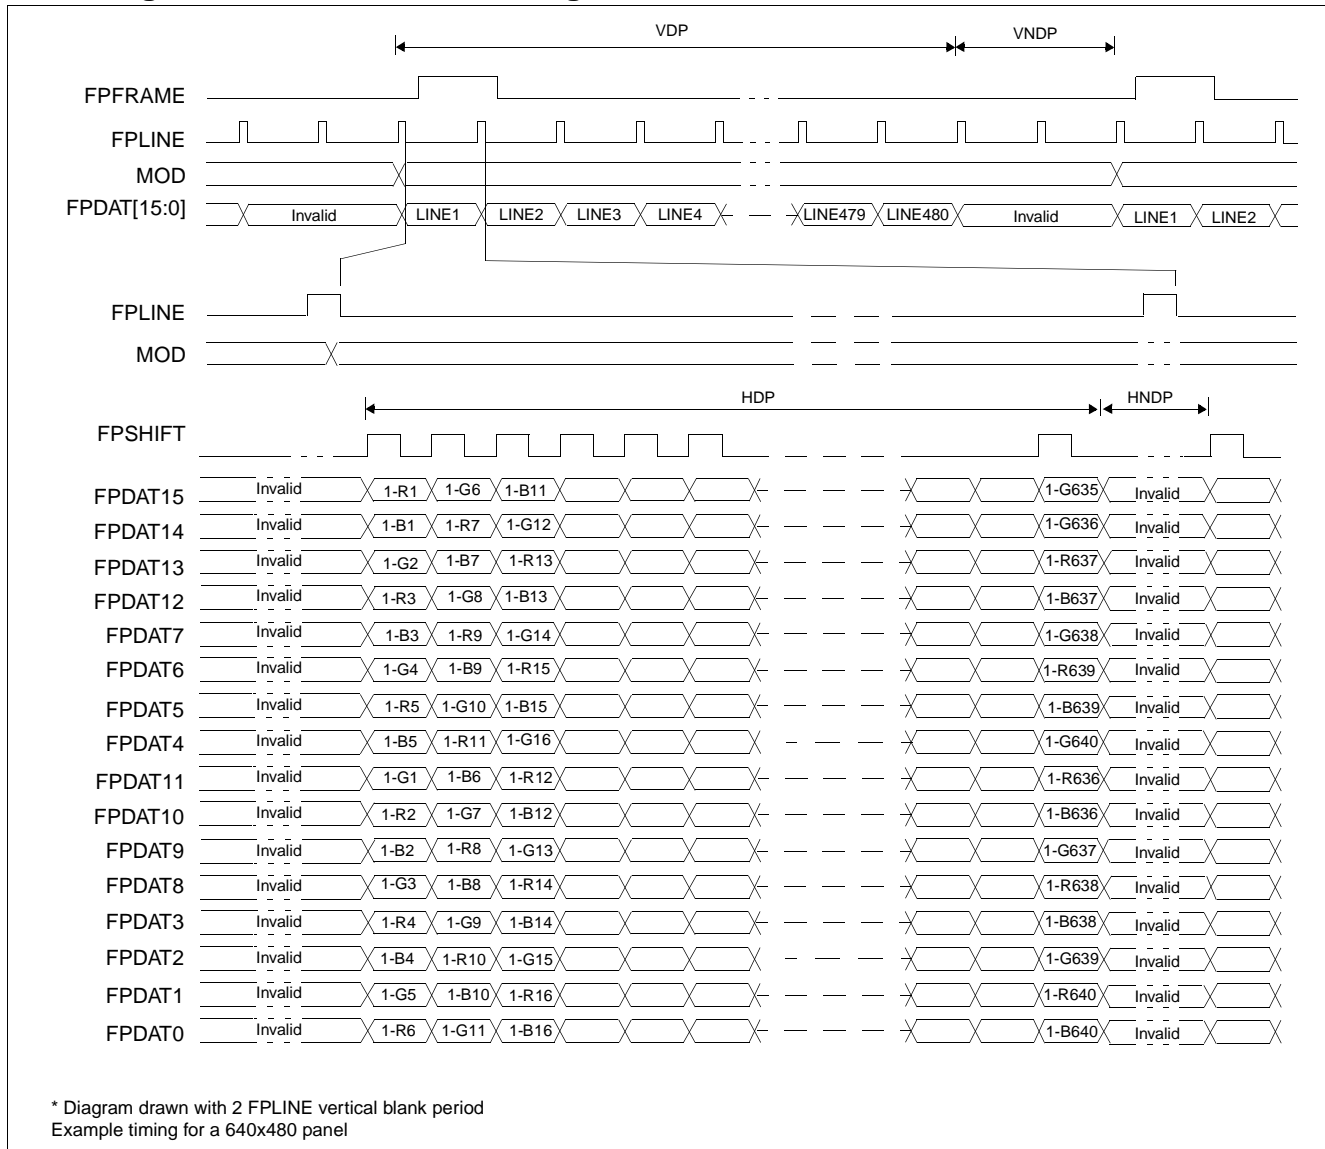 VDP VNDP
FPFRAME
FPLINE
MOD
FPDAT[15:0] Invalid LINE1 LINE2 LINE3 LINE4 LINE479 LINE480 Invalid LINE1 LINE2
FPLINE
MOD
HDP HNDP
FPSHIFT
FPDAT15 Invalid 1-R1 1-G6 1-B11 1-G635 Invalid
FPDAT14 Invalid 1-B1 1-R7 1-G12 1-G636 Invalid
FPDAT13 Invalid 1-G2 1-B7 1-R13 1-R637 Invalid
FPDAT12 Invalid 1-R3 1-G8 1-B13 1-B637 Invalid
FPDAT7 Invalid 1-B3 1-R9 1-G14 1-G638 Invalid
FPDAT6 Invalid 1-G4 1-B9 1-R15 1-R639 Invalid
FPDAT5 Invalid 1-R5 1-G10 1-B15 1-B639 Invalid
FPDAT4 Invalid 1-B5 1-R11 1-G16 1-G640 Invalid
FPDAT11 Invalid 1-G1 1-B6 1-R12 1-R636 Invalid
FPDAT10 Invalid 1-R2 1-G7 1-B12 1-B636 Invalid
FPDAT9 Invalid 1-B2 1-R8 1-G13 1-G637 Invalid
FPDAT8 Invalid 1-G3 1-B8 1-R14 1-R638 Invalid
FPDAT3 Invalid 1-R4 1-G9 1-B14 1-B638 Invalid
FPDAT2 Invalid 1-B4 1-R10 1-G15 1-G639 Invalid
FPDAT1 Invalid 1-G5 1-B10 1-R16 1-R640 Invalid
FPDAT0 Invalid 1-R6 1-G11 1-B16 1-B640 Invalid
* Diagram drawn with 2 FPLINE vertical blank period
Example timing for a 640x480 panel